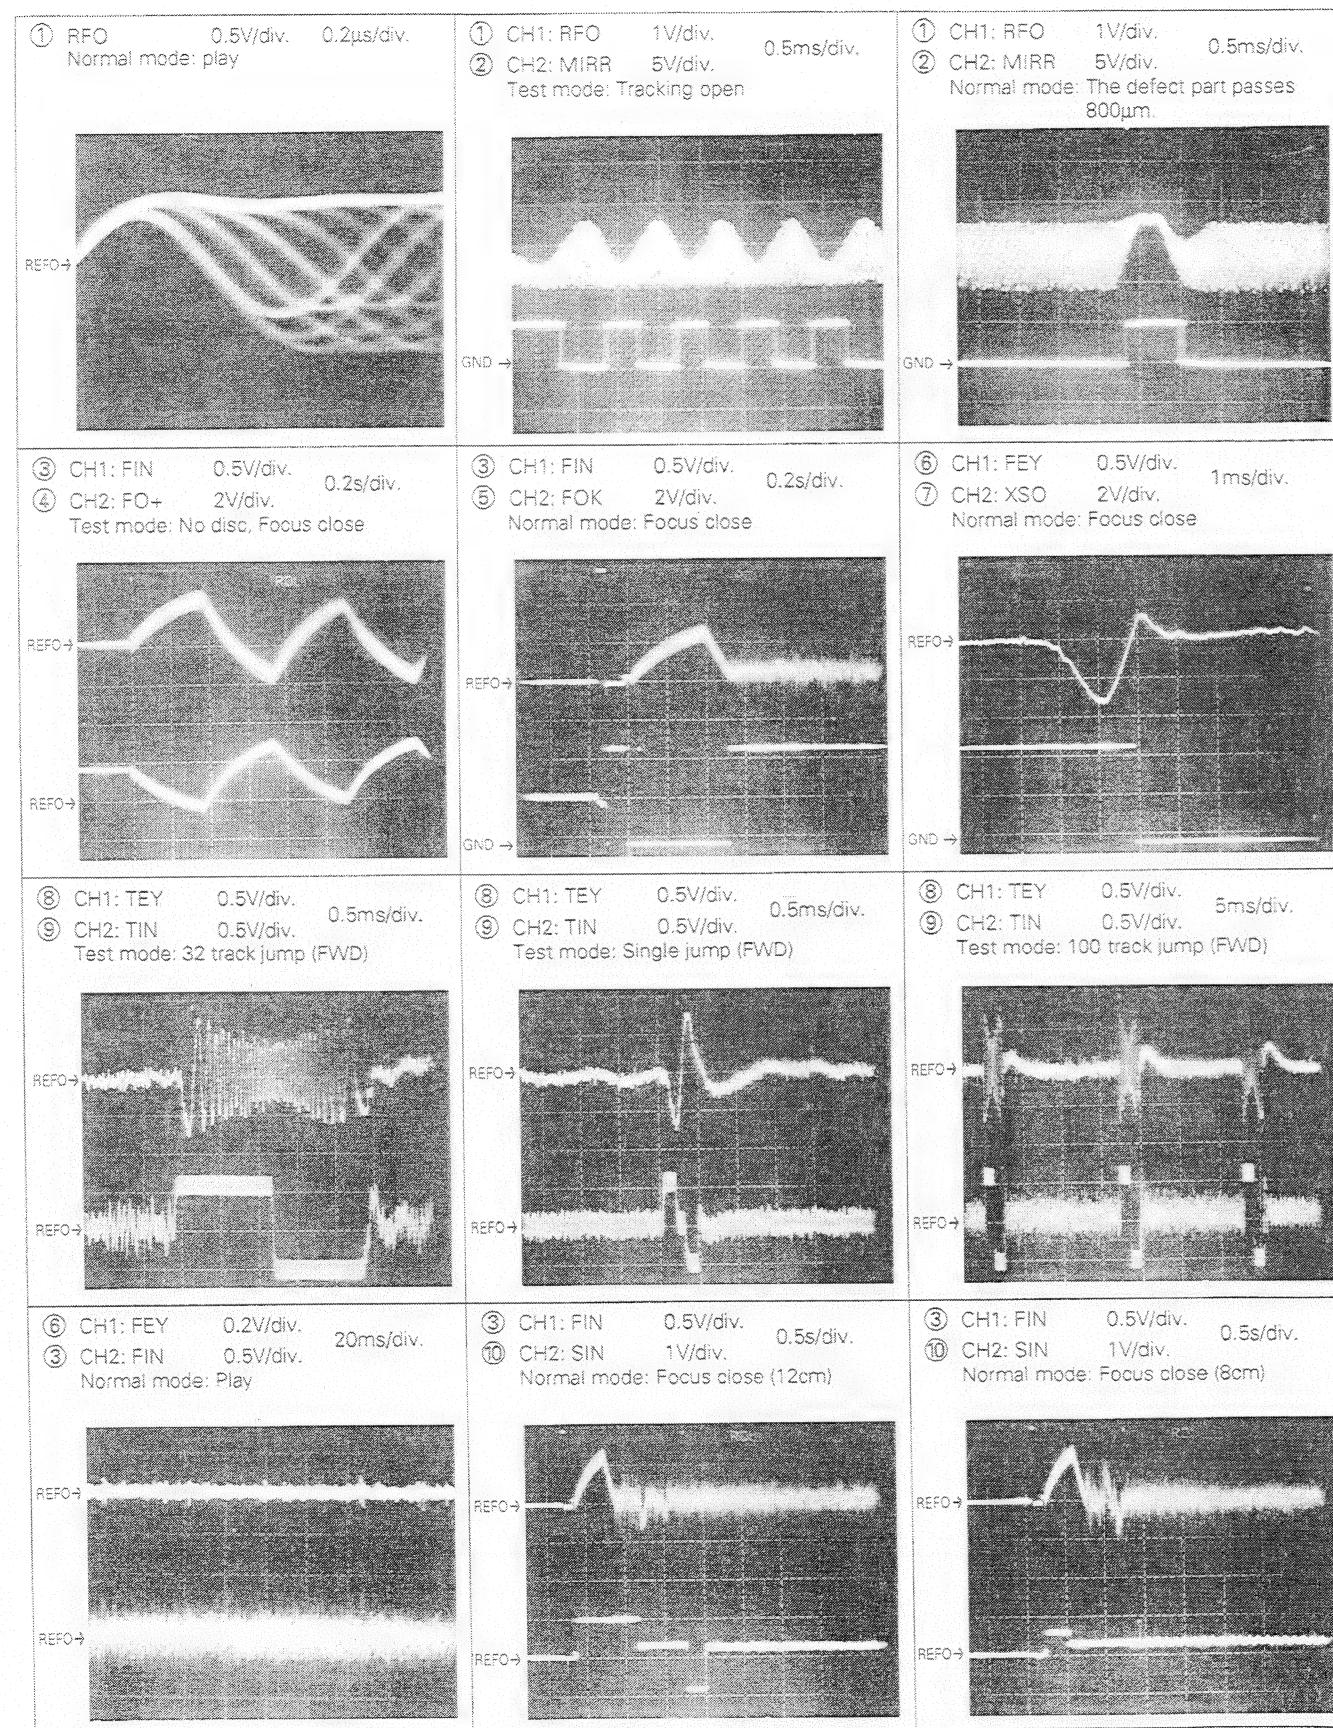 ① RFO 0.5V/div. 0.2µs/div.
Normal mode: play
REFO→
① CH1: RFO 1V/div.
0.5ms/div.
② CH2: MIRR 5V/div.
Test mode: Tracking open
GND →
① CH1: RFO 1V/div.
0.5ms/div.
② CH2: MIRR 5V/div.
Normal mode: The defect part passes
800µm.
GND →
③ CH1: FIN 0.5V/div.
0.2s/div.
④ CH2: FO+ 2V/div.
Test mode: No disc, Focus close
REFO→
REFO→
③ CH1: FIN 0.5V/div.
0.2s/div.
⑤ CH2: FOK 2V/div.
Normal mode: Focus close
REFO→
GND →
⑥ CH1: FEY 0.5V/div.
1ms/div.
⑦ CH2: XSO 2V/div.
Normal mode: Focus close
REFO→
GND →
⑧ CH1: TEY 0.5V/div.
0.5ms/div.
⑨ CH2: TIN 0.5V/div.
Test mode: 32 track jump (FWD)
REFO→
REFO→
⑧ CH1: TEY 0.5V/div.
0.5ms/div.
⑨ CH2: TIN 0.5V/div.
Test mode: Single jump (FWD)
REFO→
REFO→
⑧ CH1: TEY 0.5V/div.
5ms/div.
⑨ CH2: TIN 0.5V/div.
Test mode: 100 track jump (FWD)
REFO→
REFO→
⑥ CH1: FEY 0.2V/div.
20ms/div.
③ CH2: FIN 0.5V/div.
Normal mode: Play
REFO→
REFO→
③ CH1: FIN 0.5V/div.
0.5s/div.
⑩ CH2: SIN 1V/div.
Normal mode: Focus close (12cm)
REFO→
REFO→
③ CH1: FIN 0.5V/div.
0.5s/div.
⑩ CH2: SIN 1V/div.
Normal mode: Focus close (8cm)
REFO→
REFO→